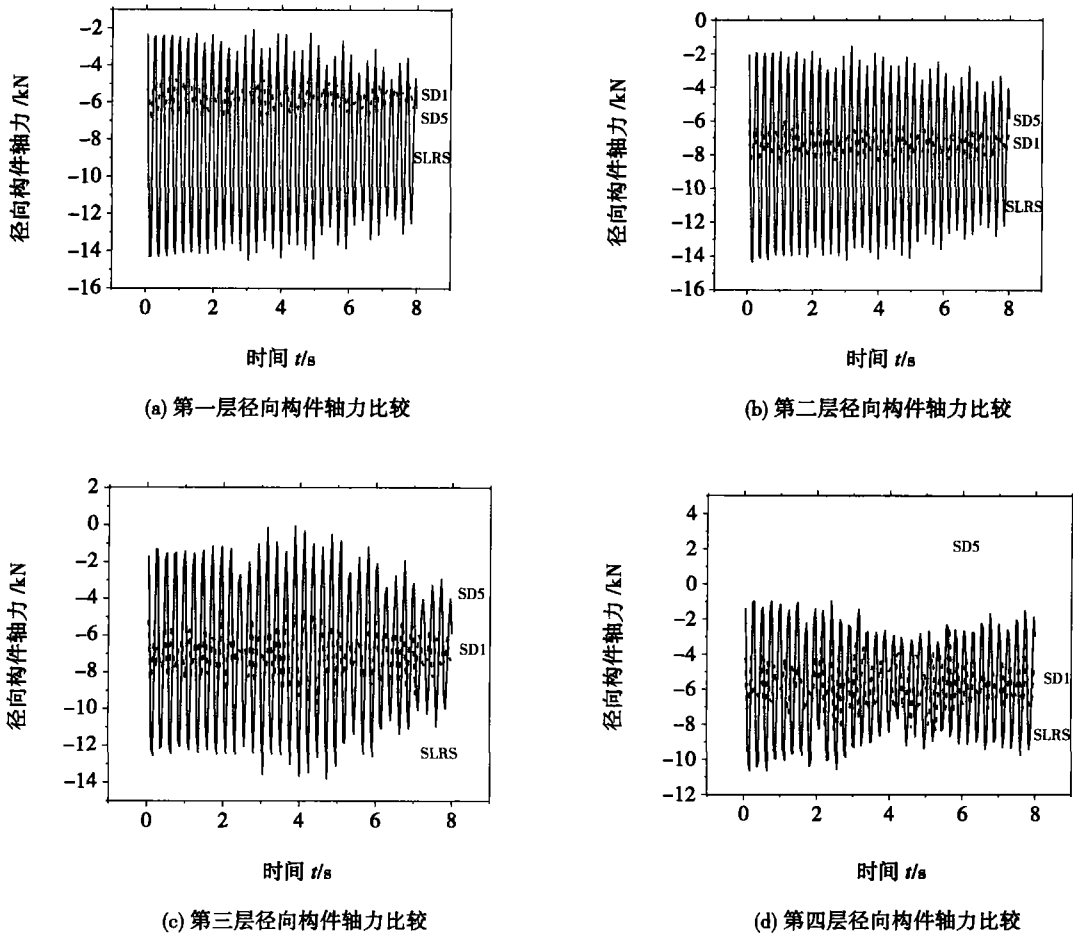 径向构件轴力 /kN
-2
-4
-6
-8
-10
-12
-14
-16
SD1
SD5
SLRS
0 2 4 6 8
时间 t/s
(a) 第一层径向构件轴力比较
径向构件轴力 /kN
0
-2
-4
-6
-8
-10
-12
-14
-16
SD5
SD1
SLRS
0 2 4 6 8
时间 t/s
(b) 第二层径向构件轴力比较
径向构件轴力 /kN
2
0
-2
-4
-6
-8
-10
-12
-14
SD5
SD1
SLRS
0 2 4 6 8
时间 t/s
(c) 第三层径向构件轴力比较
径向构件轴力 /kN
4
2
0
-2
-4
-6
-8
-10
-12
SD5
SD1
SLRS
0 2 4 6 8
时间 t/s
(d) 第四层径向构件轴力比较